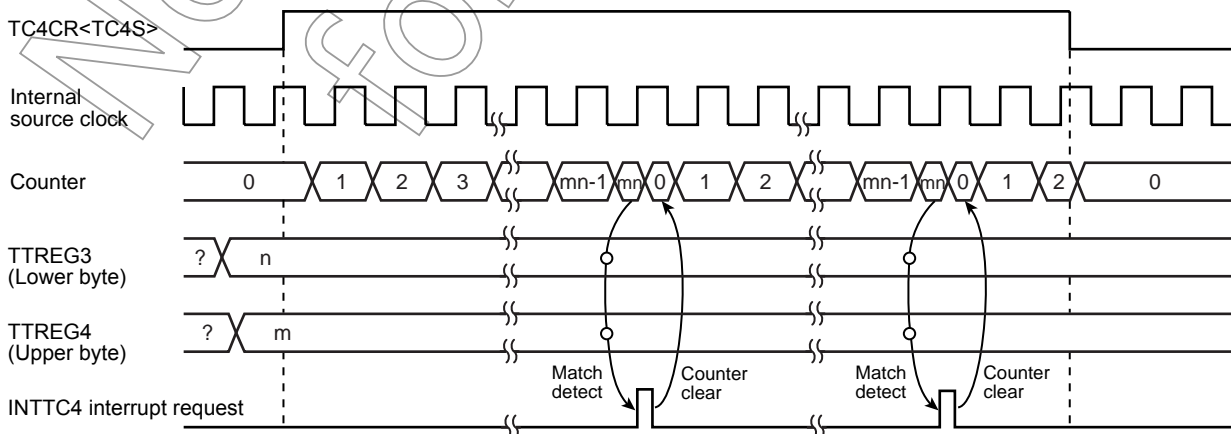 TC4CR<TC4S>
Internal
source clock
Counter
0 1 2 3 mn-1 mn 0 1 2 mn-1 mn 0 1 2 0
TTREG3
(Lower byte)
? n
TTREG4
(Upper byte)
? m
Match
detect
Counter
clear
Match
detect
Counter
clear
INTTC4 interrupt request